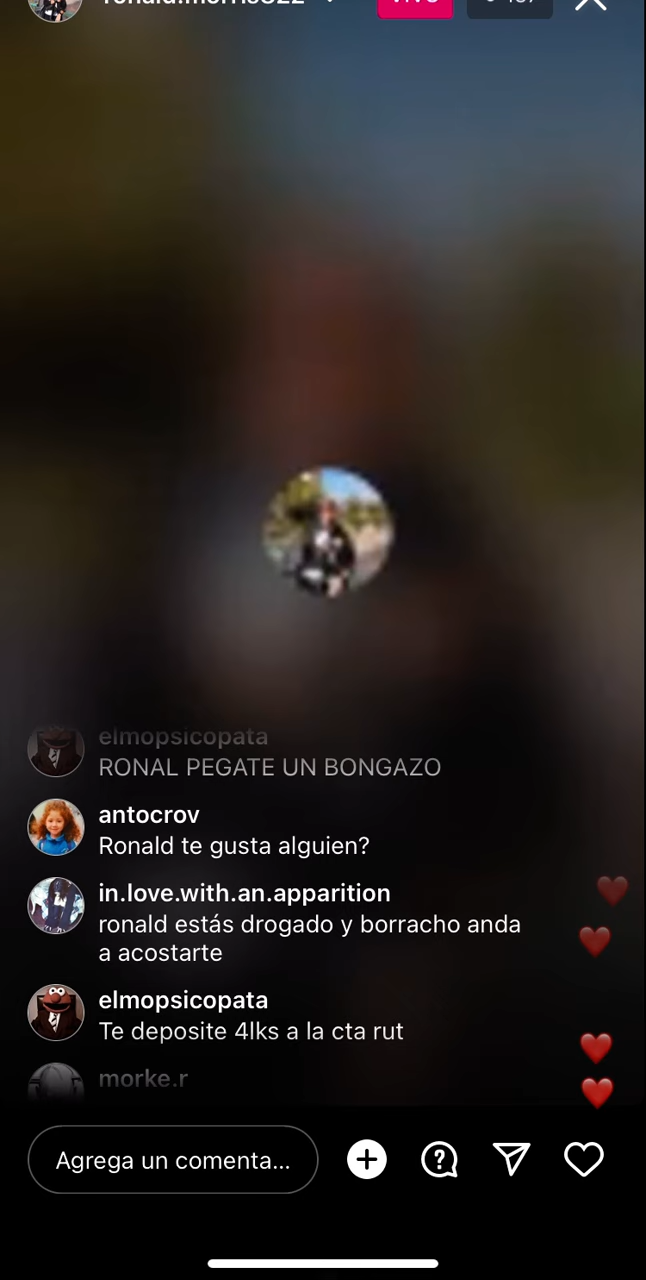 elmopsicopata
RONAL PEGATE UN BONGAZO
antocrov
Ronald te gusta alguien?
in.love.with.an.apparition
ronald estás drogado y borracho anda
a acostarte
elmopsicopata
Te deposite 4lks a la cta rut
morke.r
Agrega un comenta...